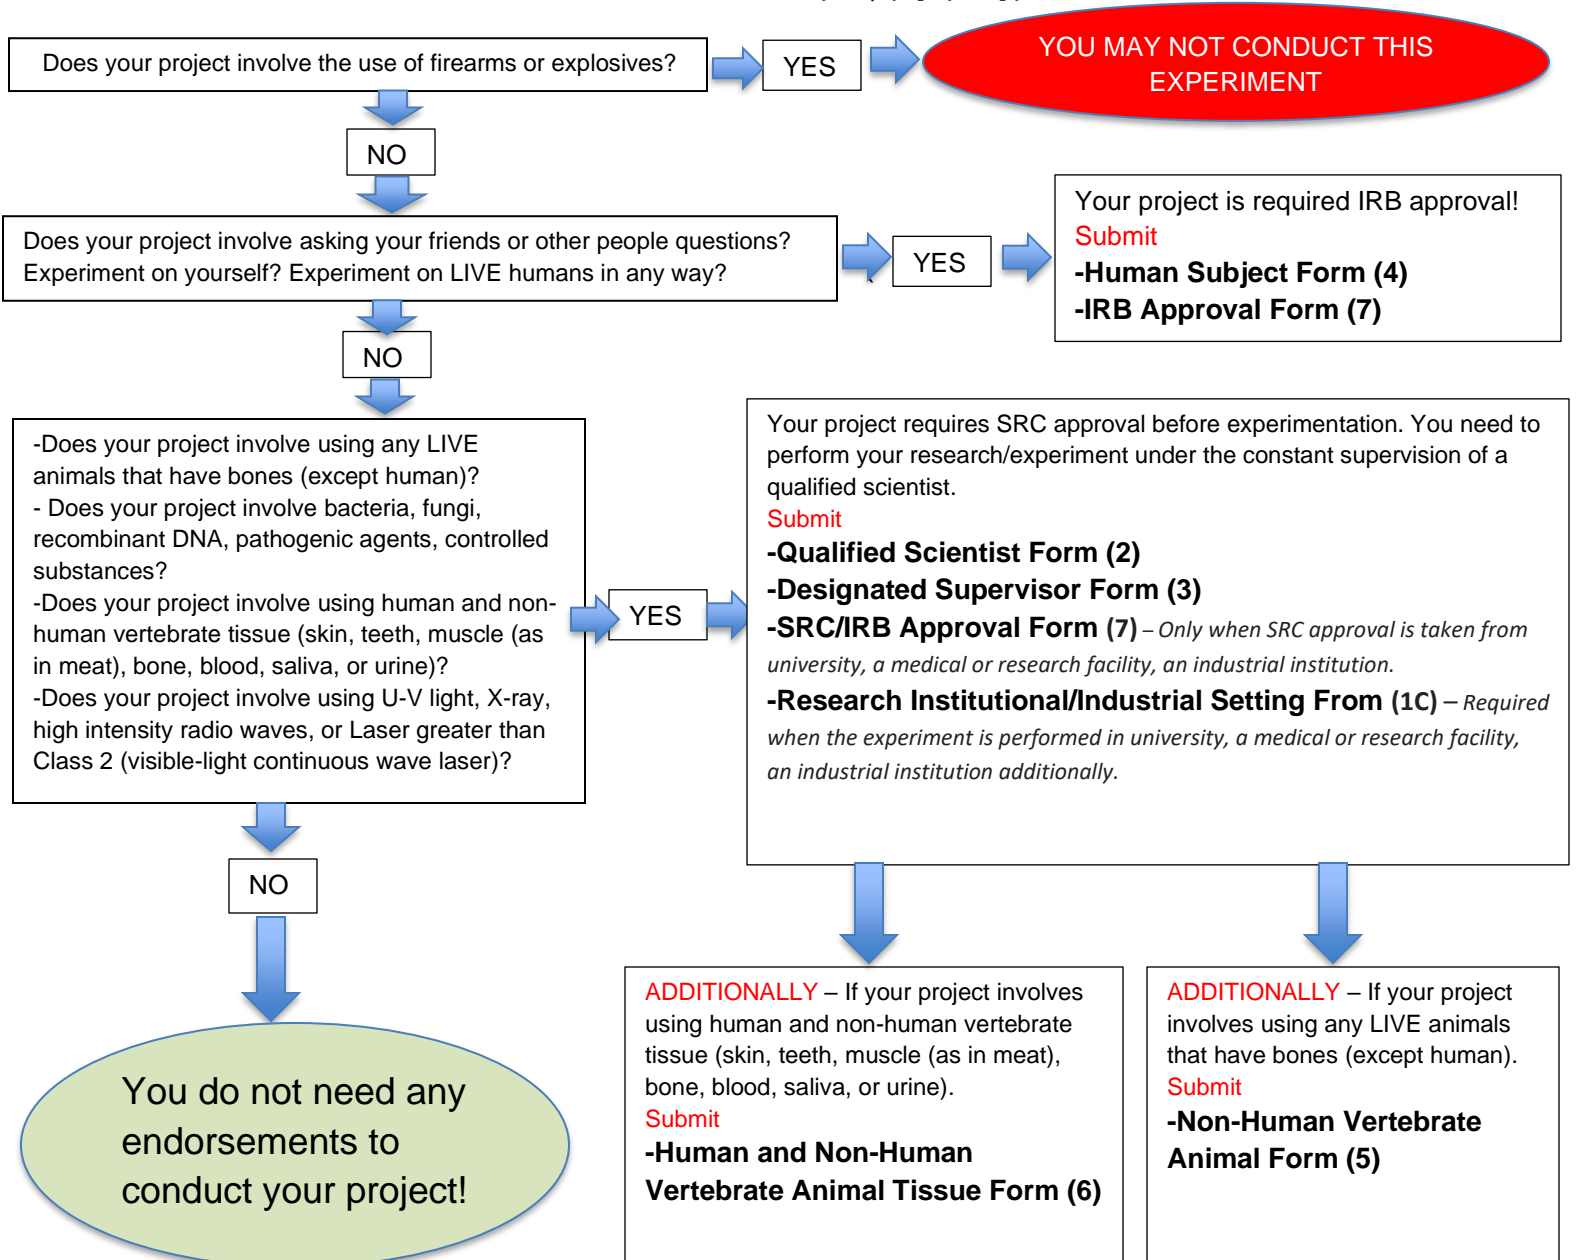 Does your project involve the use of firearms or explosives?
YES
YOU MAY NOT CONDUCT THIS
EXPERIMENT
NO
Does your project involve asking your friends or other people questions?
Experiment on yourself? Experiment on LIVE humans in any way?
YES
Your project is required IRB approval!
Submit
-Human Subject Form (4)
-IRB Approval Form (7)
NO
-Does your project involve using any LIVE
animals that have bones (except human)?
- Does your project involve bacteria, fungi,
recombinant DNA, pathogenic agents, controlled
substances?
-Does your project involve using human and non-
human vertebrate tissue (skin, teeth, muscle (as
in meat), bone, blood, saliva, or urine)?
-Does your project involve using U-V light, X-ray,
high intensity radio waves, or Laser greater than
Class 2 (visible-light continuous wave laser)?
YES
Your project requires SRC approval before experimentation. You need to
perform your research/experiment under the constant supervision of a
qualified scientist.
Submit
-Qualified Scientist Form (2)
-Designated Supervisor Form (3)
-SRC/IRB Approval Form (7) – Only when SRC approval is taken from
university, a medical or research facility, an industrial institution.
-Research Institutional/Industrial Setting From (1C) – Required
when the experiment is performed in university, a medical or research facility,
an industrial institution additionally.
NO
You do not need any
endorsements to
conduct your project!
ADDITIONALLY – If your project involves
using human and non-human vertebrate
tissue (skin, teeth, muscle (as in meat),
bone, blood, saliva, or urine).
Submit
-Human and Non-Human
Vertebrate Animal Tissue Form (6)
ADDITIONALLY – If your project
involves using any LIVE animals
that have bones (except human).
Submit
-Non-Human Vertebrate
Animal Form (5)